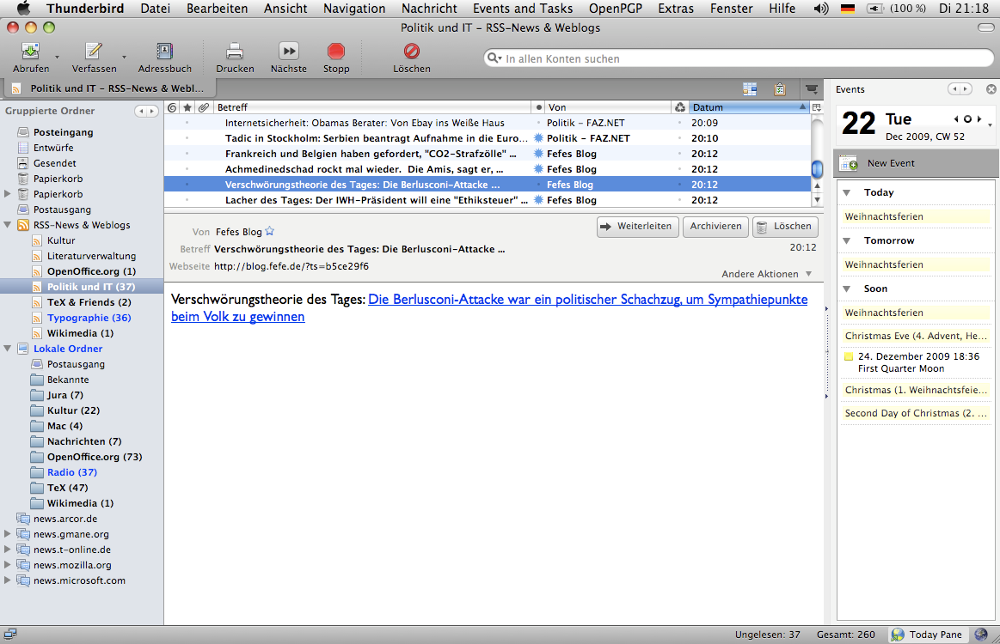 Thunderbird Datei Bearbeiten Ansicht Navigation Nachricht Events and Tasks OpenPGP Extras Fenster Hilfe (100 %) Di 21:18
Politik und IT – RSS-News & Weblogs
Abrufen Verfassen Adressbuch Drucken Nächste Stopp Löschen
In allen Konten suchen
Politik und IT – RSS-News & Webl...
Gruppierte Ordner
Posteingang
Entwürfe
Gesendet
Papierkorb
Papierkorb
Postausgang
RSS-News & Weblogs
Kultur
Literaturverwaltung
OpenOffice.org (1)
Politik und IT (37)
TeX & Friends (2)
Typographie (36)
Wikimedia (1)
Lokale Ordner
Postausgang
Bekannte
Jura (7)
Kultur (22)
Mac (4)
Nachrichten (7)
OpenOffice.org (73)
Radio (37)
TeX (47)
Wikimedia (1)
news.arcor.de
news.gmane.org
news.t-online.de
news.mozilla.org
news.microsoft.com
Betreff Von Datum
Internetsicherheit: Obamas Berater: Von Ebay ins Weiße Haus Politik – FAZ.NET 20:09
Tadic in Stockholm: Serbien beantragt Aufnahme in die Euro... Politik – FAZ.NET 20:10
Frankreich und Belgien haben gefordert, "CO2-Strafzölle" ... Fefes Blog 20:12
Achmedinedschad rockt mal wieder. Die Amis, sagt er, ... Fefes Blog 20:12
Verschwörungstheorie des Tages: Die Berlusconi-Attacke ... Fefes Blog 20:12
Lacher des Tages: Der IWH-Präsident will eine "Ethiksteuer" ... Fefes Blog 20:12
Von Fefes Blog Weiterleiten Archivieren Löschen
Betreff Verschwörungstheorie des Tages: Die Berlusconi-Attacke ... 20:12
Webseite http://blog.fefe.de/?ts=b5ce29f6
Andere Aktionen
Verschwörungstheorie des Tages: Die Berlusconi-Attacke war ein politischer Schachzug, um Sympathiepunkte
beim Volk zu gewinnen
Events
22 Tue
Dec 2009, CW 52
New Event
Today
Weihnachtsferien
Tomorrow
Weihnachtsferien
Soon
Weihnachtsferien
Christmas Eve (4. Advent, He...
24. Dezember 2009 18:36
First Quarter Moon
Christmas (1. Weihnachtsfeie...
Second Day of Christmas (2. ...
Ungelesen: 37 Gesamt: 260 Today Pane